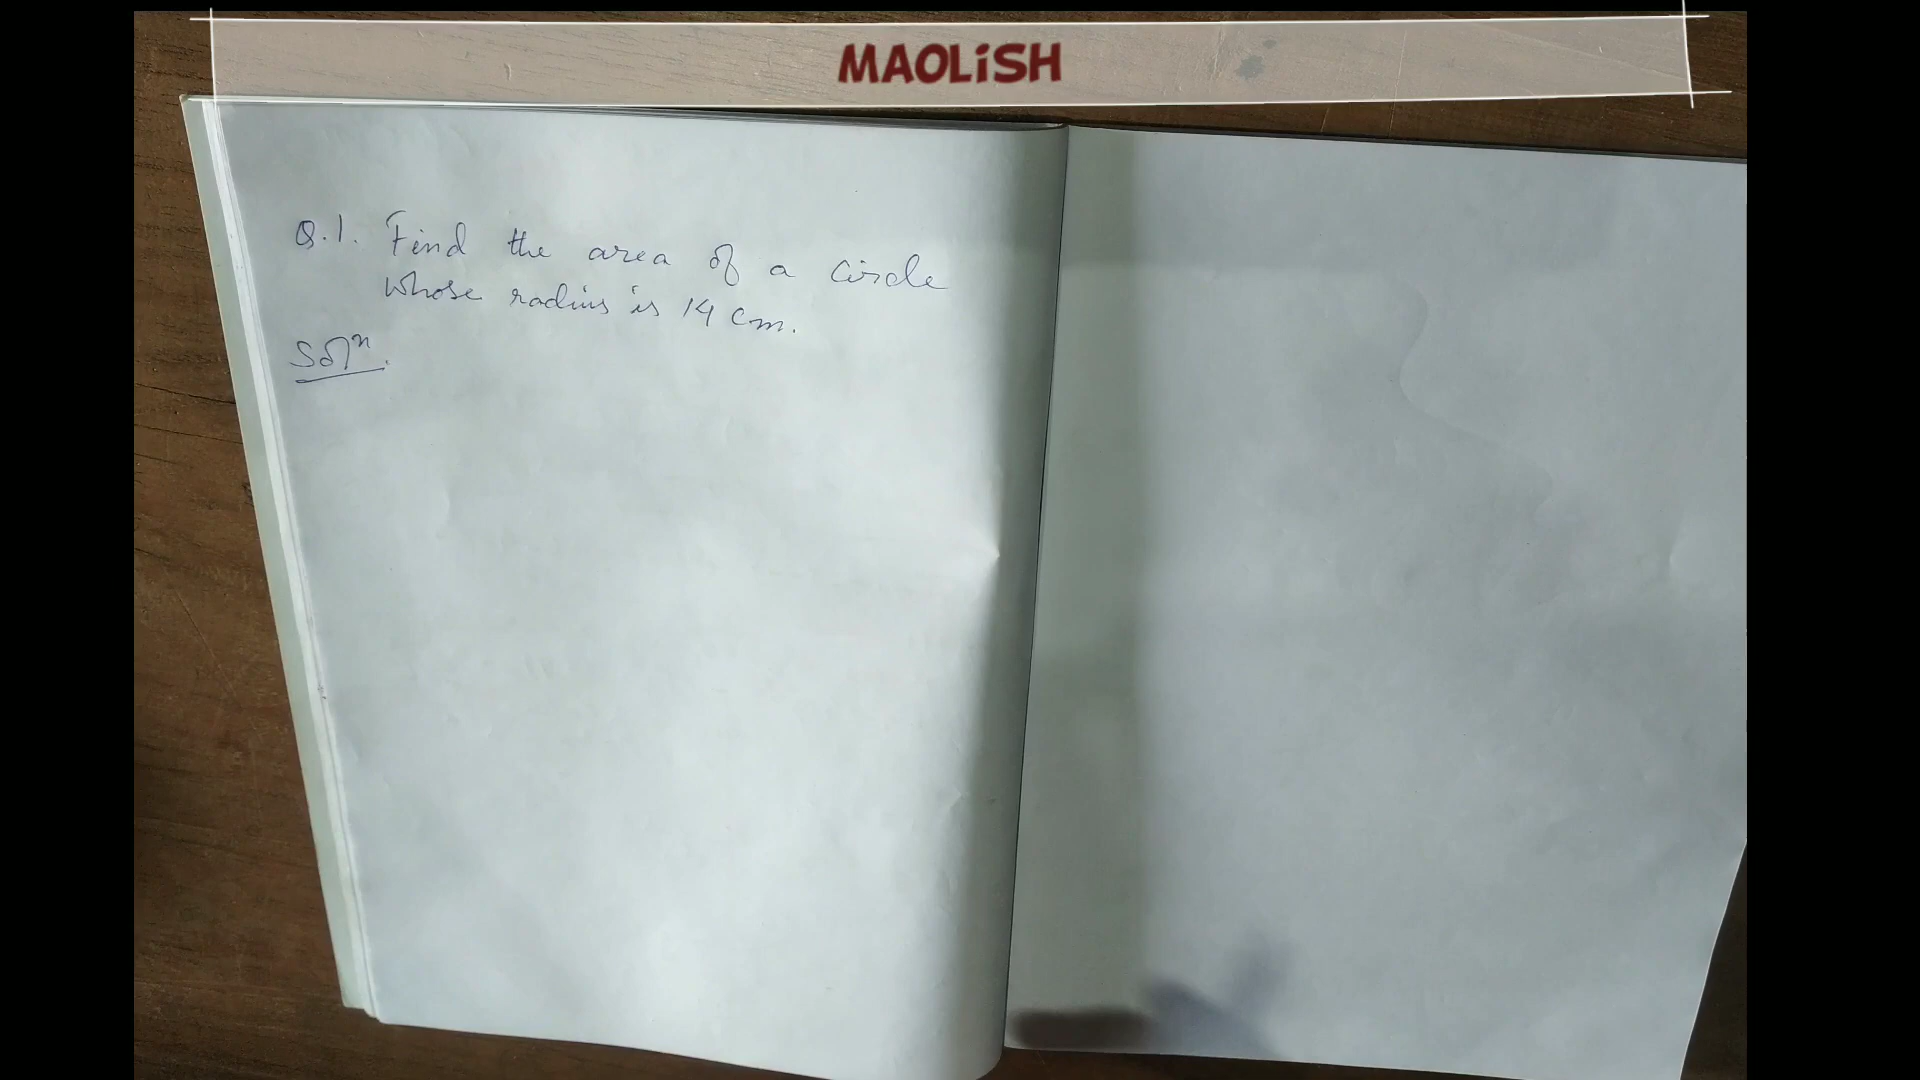 MAOLiSH
Q.1. Find the area of a circle
whose radius is 14 cm.
Solⁿ.